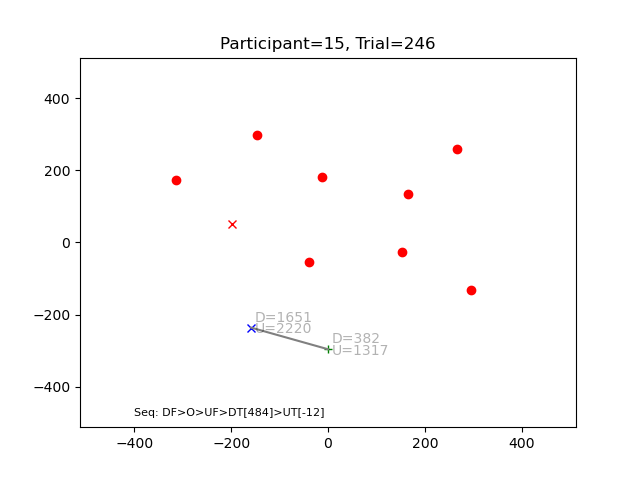 Participant=15, Trial=246
400
200
0
−200
−400
D=1651
U=2220
D=382
U=1317
Seq: DF>O>UF>DT[484]>UT[-12]
−400
−200
0
200
400